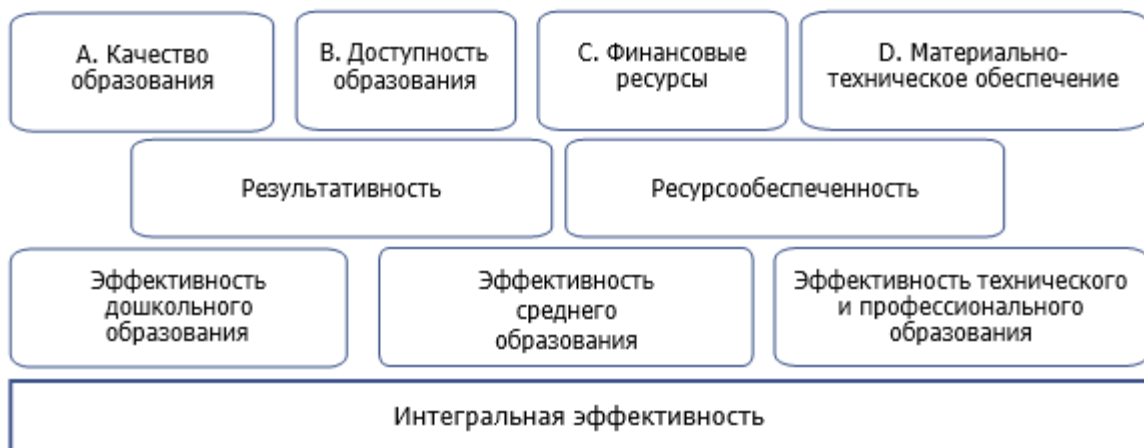 A. Качество
образования
B. Доступность
образования
C. Финансовые
ресурсы
D. Материально-
техническое обеспечение
Результативность
Ресурсообеспеченность
Эффективность
дошкольного
образования
Эффективность
среднего
образования
Эффективность технического
и профессионального
образования
Интегральная эффективность